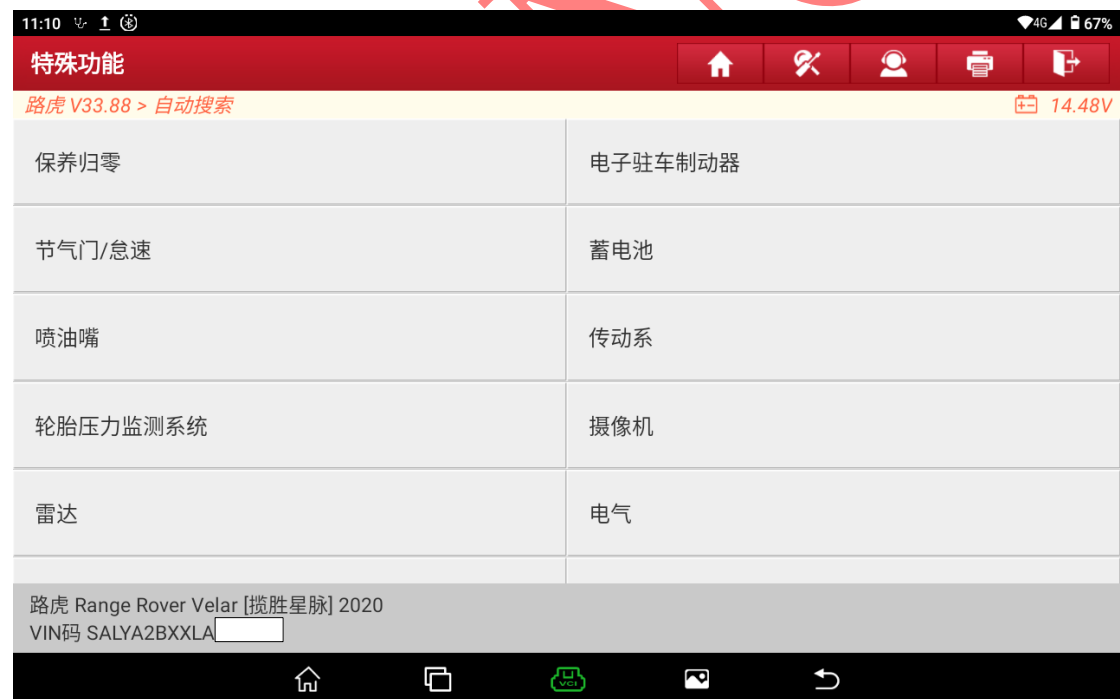 11:10
4G 67%
特殊功能
路虎 V33.88 > 自动搜索
14.48V
保养归零
电子驻车制动器
节气门/怠速
蓄电池
喷油嘴
传动系
轮胎压力监测系统
摄像机
雷达
电气
路虎 Range Rover Velar [揽胜星脉] 2020
VIN码 SALYA2BXXLA
VCI